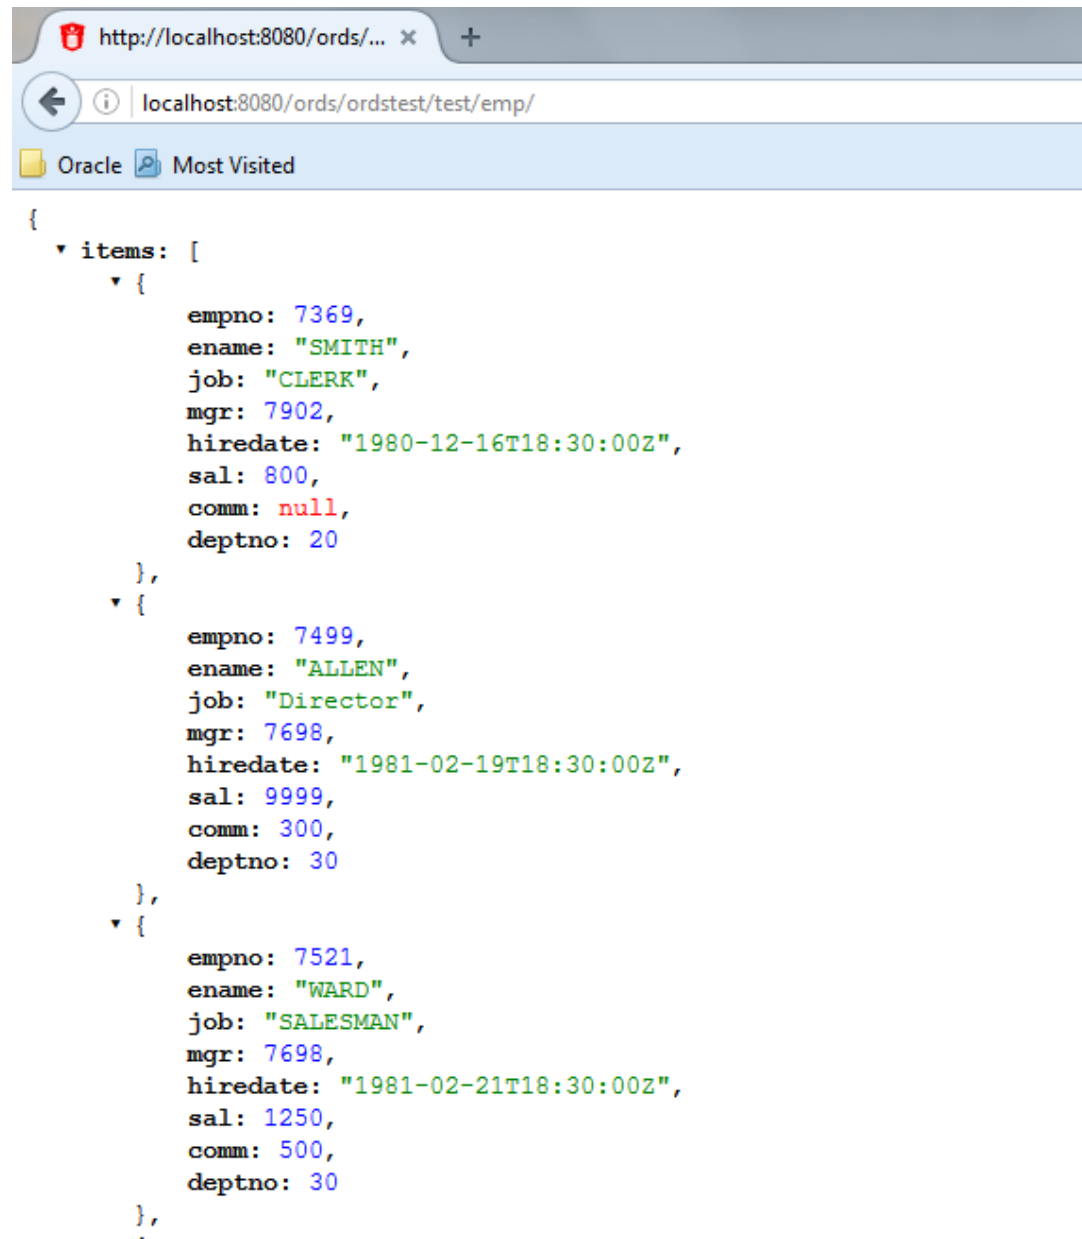 http://localhost:8080/ords/...
localhost:8080/ords/ordstest/test/emp/
Oracle Most Visited
{
items: [
{
empno: 7369,
ename: "SMITH",
job: "CLERK",
mgr: 7902,
hiredate: "1980-12-16T18:30:00Z",
sal: 800,
comm: null,
deptno: 20
},
{
empno: 7499,
ename: "ALLEN",
job: "Director",
mgr: 7698,
hiredate: "1981-02-19T18:30:00Z",
sal: 9999,
comm: 300,
deptno: 30
},
{
empno: 7521,
ename: "WARD",
job: "SALESMAN",
mgr: 7698,
hiredate: "1981-02-21T18:30:00Z",
sal: 1250,
comm: 500,
deptno: 30
},